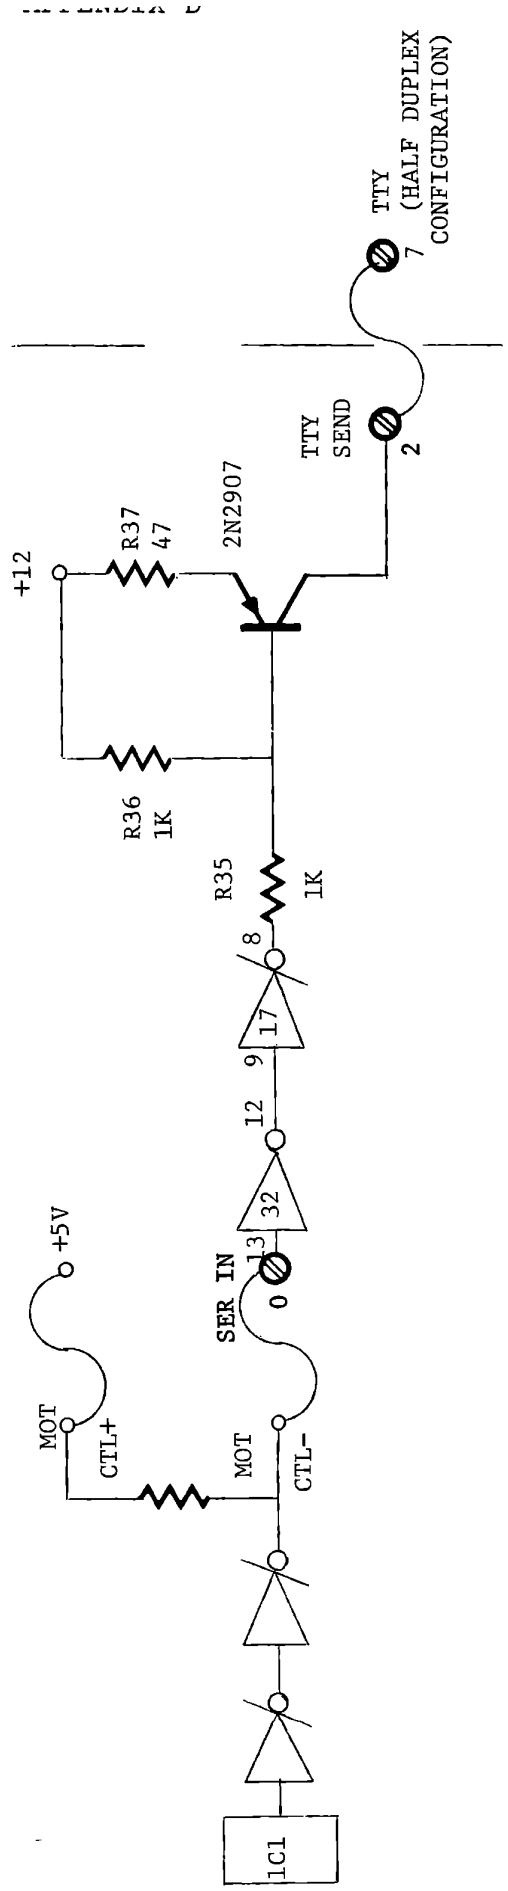 +12
R37
47
2N2907
R36
1K
R35
1K
TTY
SEND
2
7
TTY
(HALF DUPLEX
CONFIGURATION)
8
17
9
12
32
13
SER IN
0
+5V
MOT
CTL+
MOT
CTL-
1C1